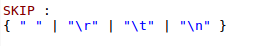 SKIP :
{ " " | "\r" | "\t" | "\n" }